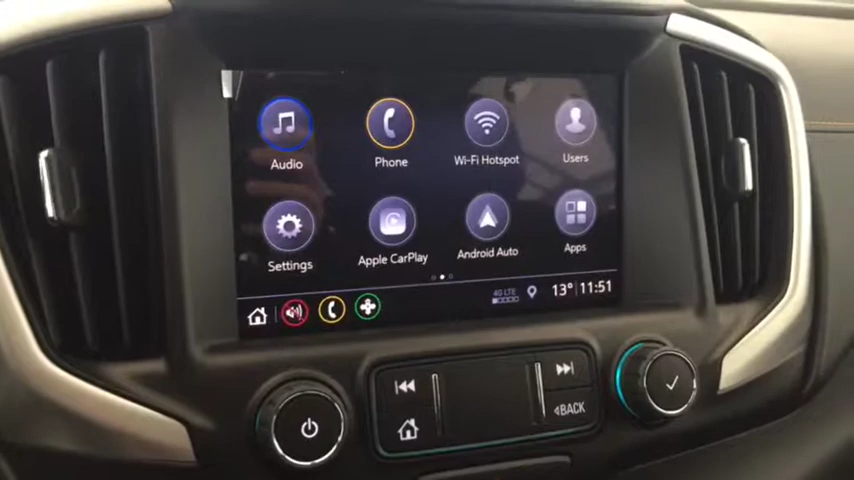 Audio Phone Wi-Fi Hotspot Users
Settings Apple CarPlay Android Auto Apps
4G LTE 13° 11:51
BACK